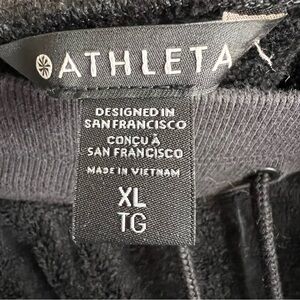 ATHLETA
DESIGNED IN
SAN FRANCISCO
CONÇU À
SAN FRANCISCO
MADE IN VIETNAM
XL
TG